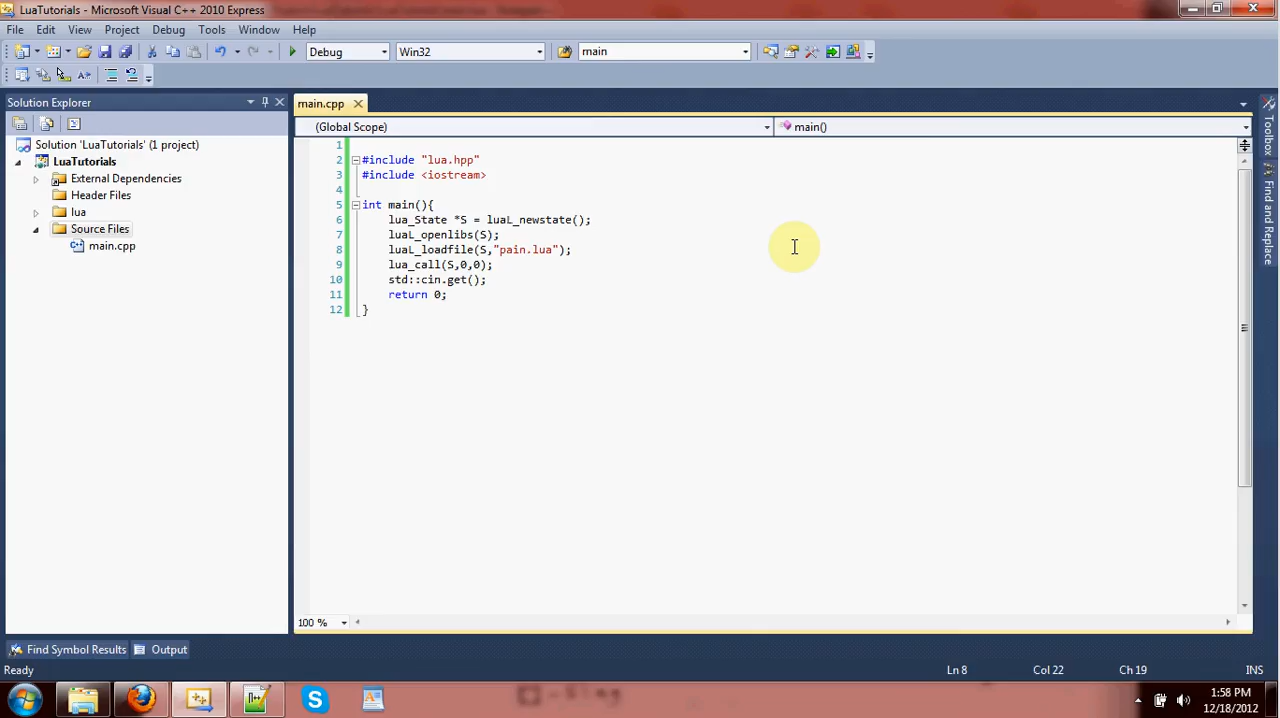 LuaTutorials - Microsoft Visual C++ 2010 Express
File Edit View Project Debug Tools Window Help
Debug Win32 main
Solution Explorer
main.cpp
(Global Scope) main()
Solution 'LuaTutorials' (1 project)
LuaTutorials
External Dependencies
Header Files
lua
Source Files
main.cpp
1
2 #include "lua.hpp"
3 #include <iostream>
4
5 int main(){
6 lua_State *S = luaL_newstate();
7 luaL_openlibs(S);
8 luaL_loadfile(S,"pain.lua");
9 lua_call(S,0,0);
10 std::cin.get();
11 return 0;
12 }
Toolbox
Find and Replace
100 %
Find Symbol Results Output
Ready Ln 8 Col 22 Ch 19 INS
1:58 PM
12/18/2012